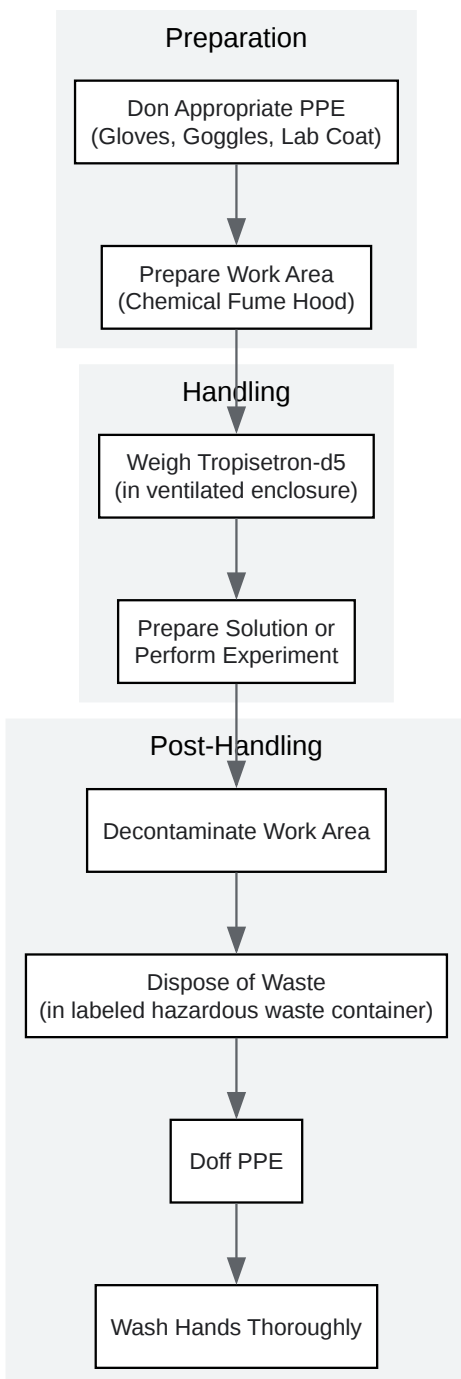 Preparation
Don Appropriate PPE
(Gloves, Goggles, Lab Coat)
Prepare Work Area
(Chemical Fume Hood)
Handling
Weigh Tropisetron-d5
(in ventilated enclosure)
Prepare Solution or
Perform Experiment
Post-Handling
Decontaminate Work Area
Dispose of Waste
(in labeled hazardous waste container)
Doff PPE
Wash Hands Thoroughly